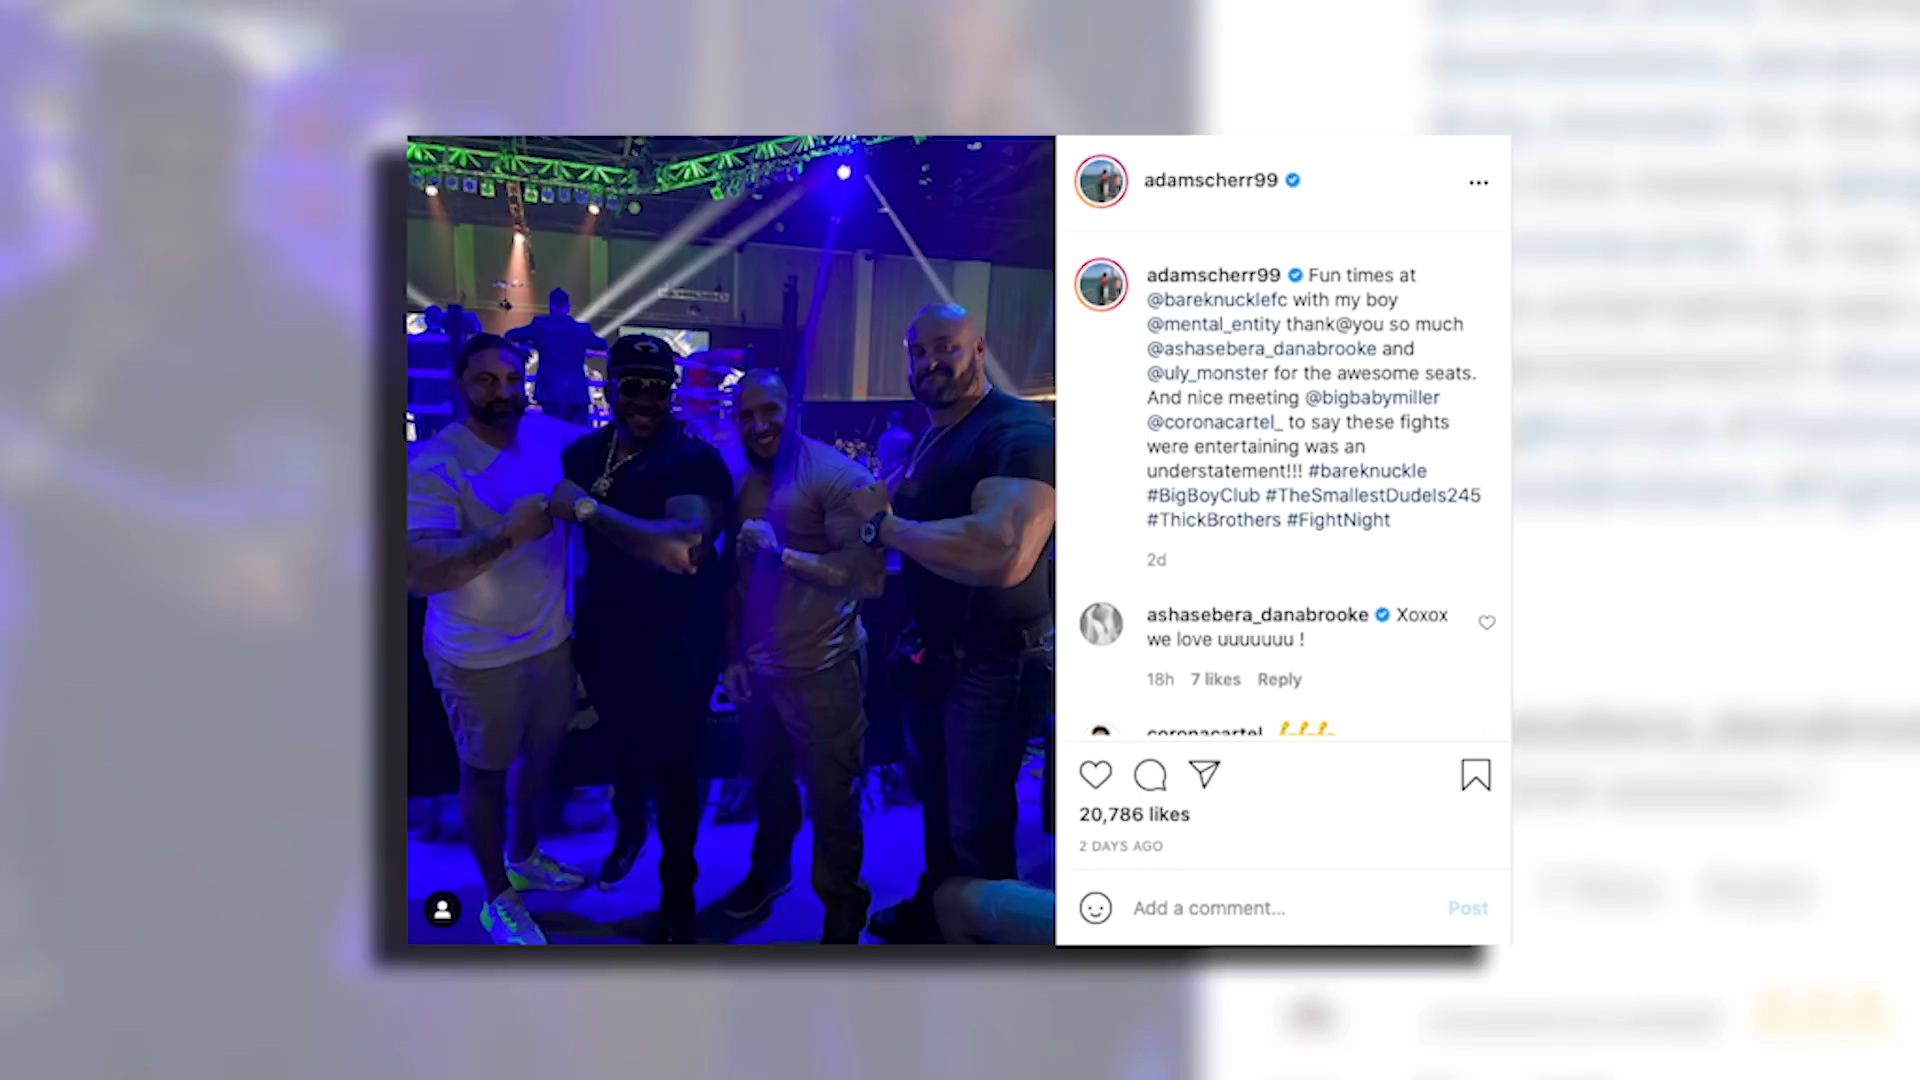 adamscherr99
adamscherr99 Fun times at
@bareknucklefc with my boy
@mental_entity thank@you so much
@ashasebera_danabrooke and
@uly_monster for the awesome seats.
And nice meeting @bigbabymiller
@coronacartel_ to say these fights
were entertaining was an
understatement!!! #bareknuckle
#BigBoyClub #TheSmallestDudeIs245
#ThickBrothers #FightNight
2d
ashasebera_danabrooke Xoxox
we love uuuuuuu !
18h 7 likes Reply
coronacartel_
20,786 likes
2 DAYS AGO
Add a comment... Post